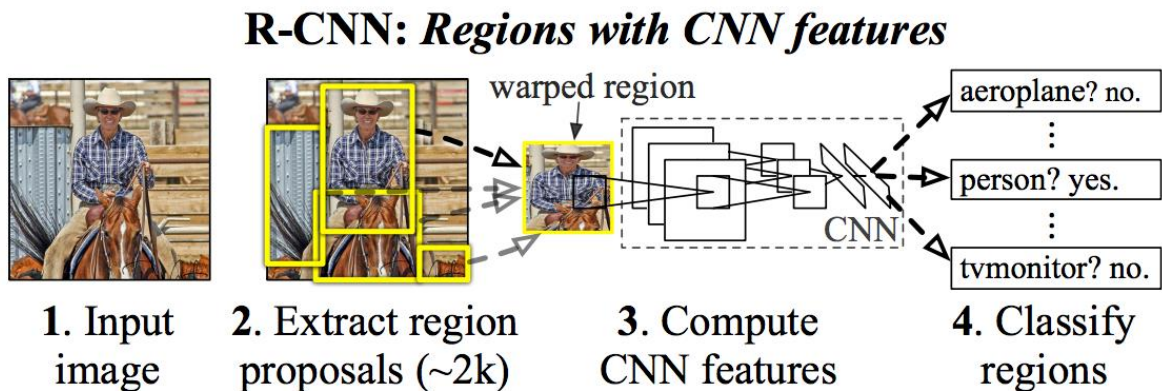 R-CNN: Regions with CNN features
warped region
aeroplane? no.
⋮
person? yes.
⋮
tvmonitor? no.
CNN
1. Input
image
2. Extract region
proposals (~2k)
3. Compute
CNN features
4. Classify
regions